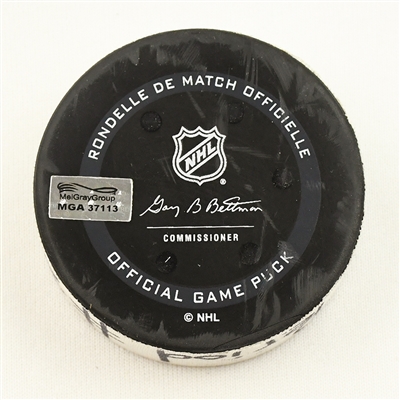 RONDELLE DE MATCH OFFICIELLE
NHL
MeiGrayGroup
MGA 37113
Gary B Bettman
COMMISSIONER
OFFICIAL GAME PUCK
© NHL